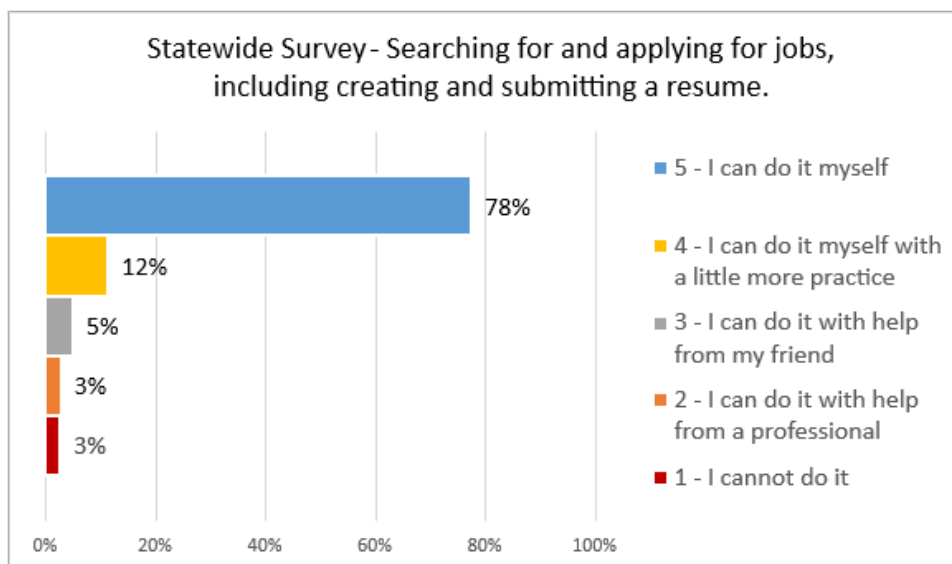 Statewide Survey - Searching for and applying for jobs,
including creating and submitting a resume.
78%
12%
5%
3%
3%
0% 20% 40% 60% 80% 100%
5 - I can do it myself
4 - I can do it myself with
a little more practice
3 - I can do it with help
from my friend
2 - I can do it with help
from a professional
1 - I cannot do it